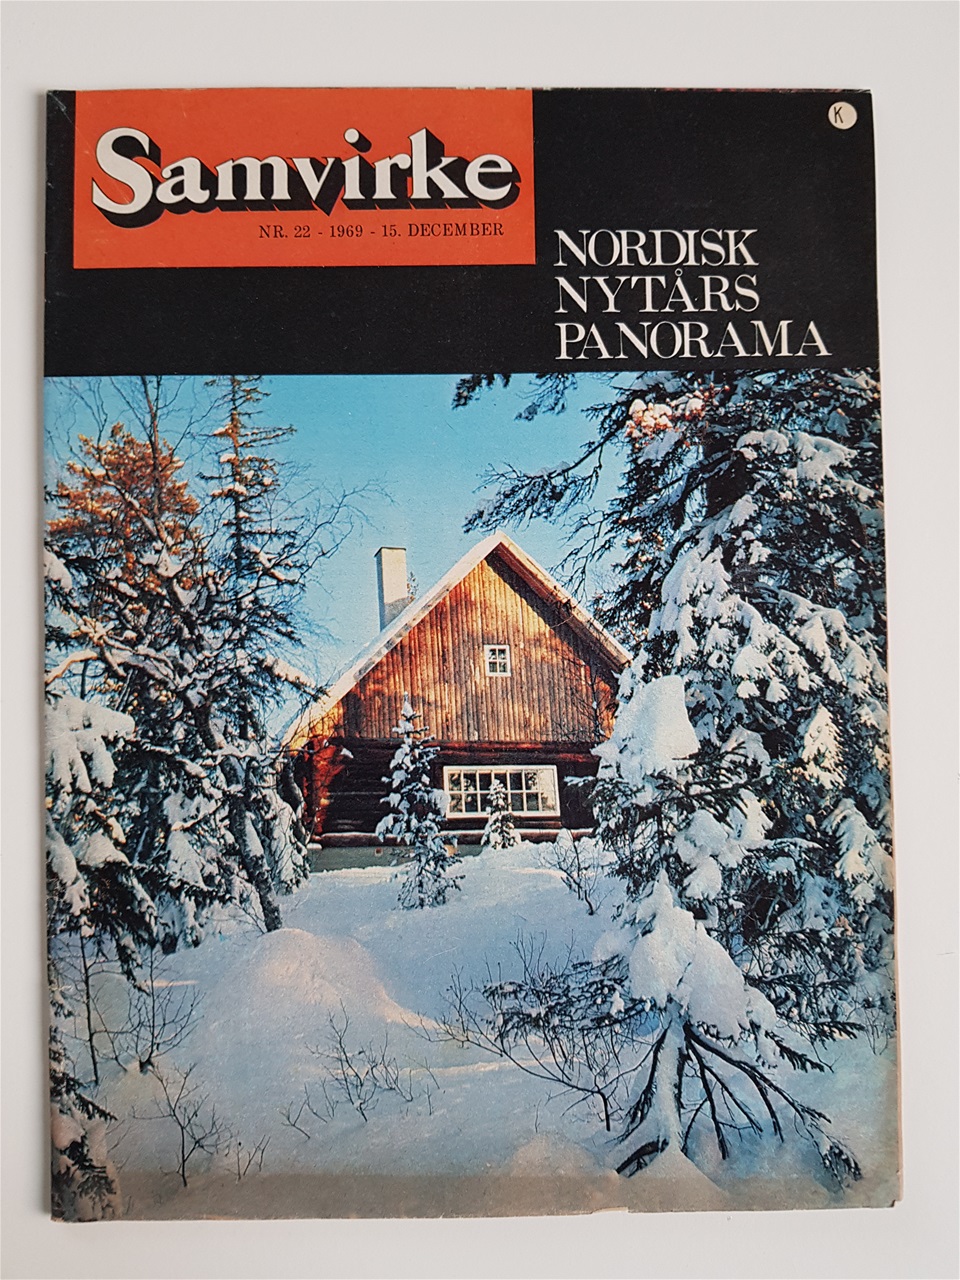 Samvirke
NR. 22 - 1969 - 15. DECEMBER
K
NORDISK
NYTÅRS
PANORAMA